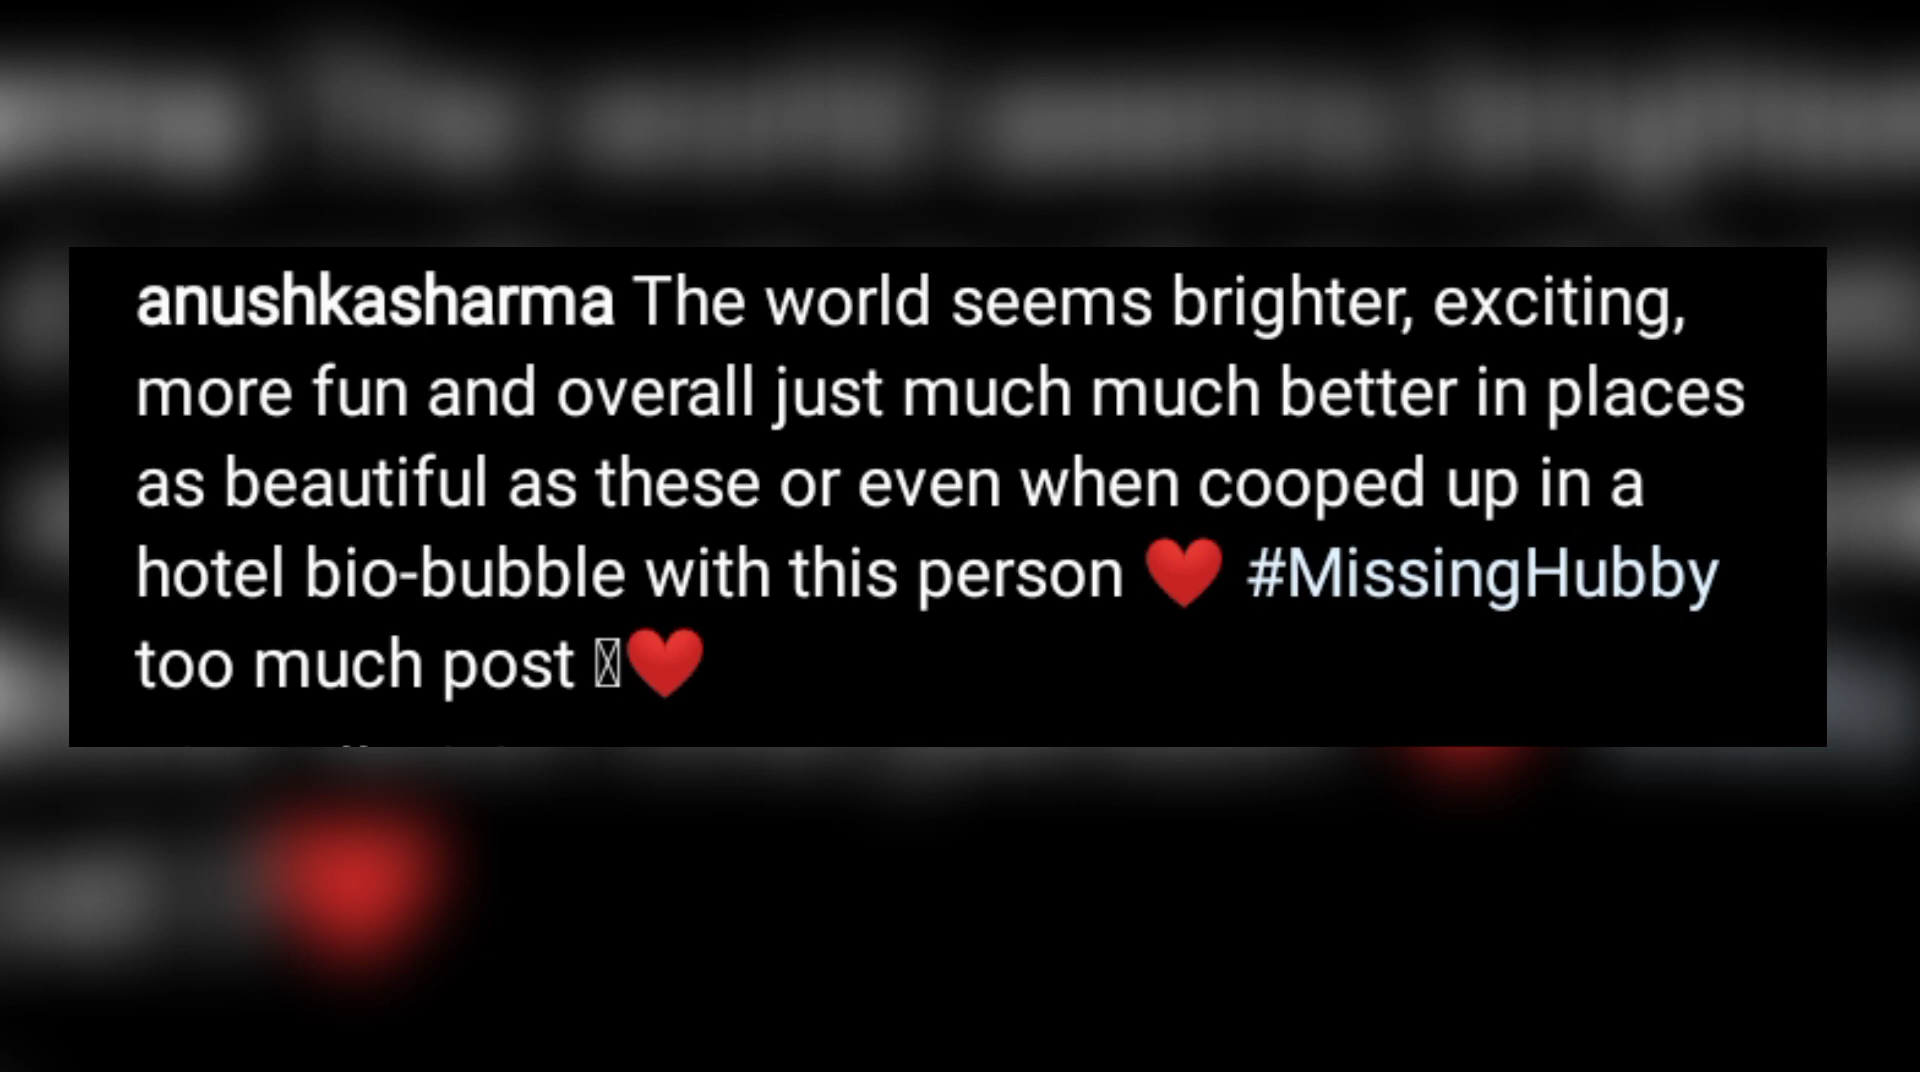 anushkasharma The world seems brighter, exciting,
more fun and overall just much much better in places
as beautiful as these or even when cooped up in a
hotel bio-bubble with this person ❤️ #MissingHubby
too much post ❤️